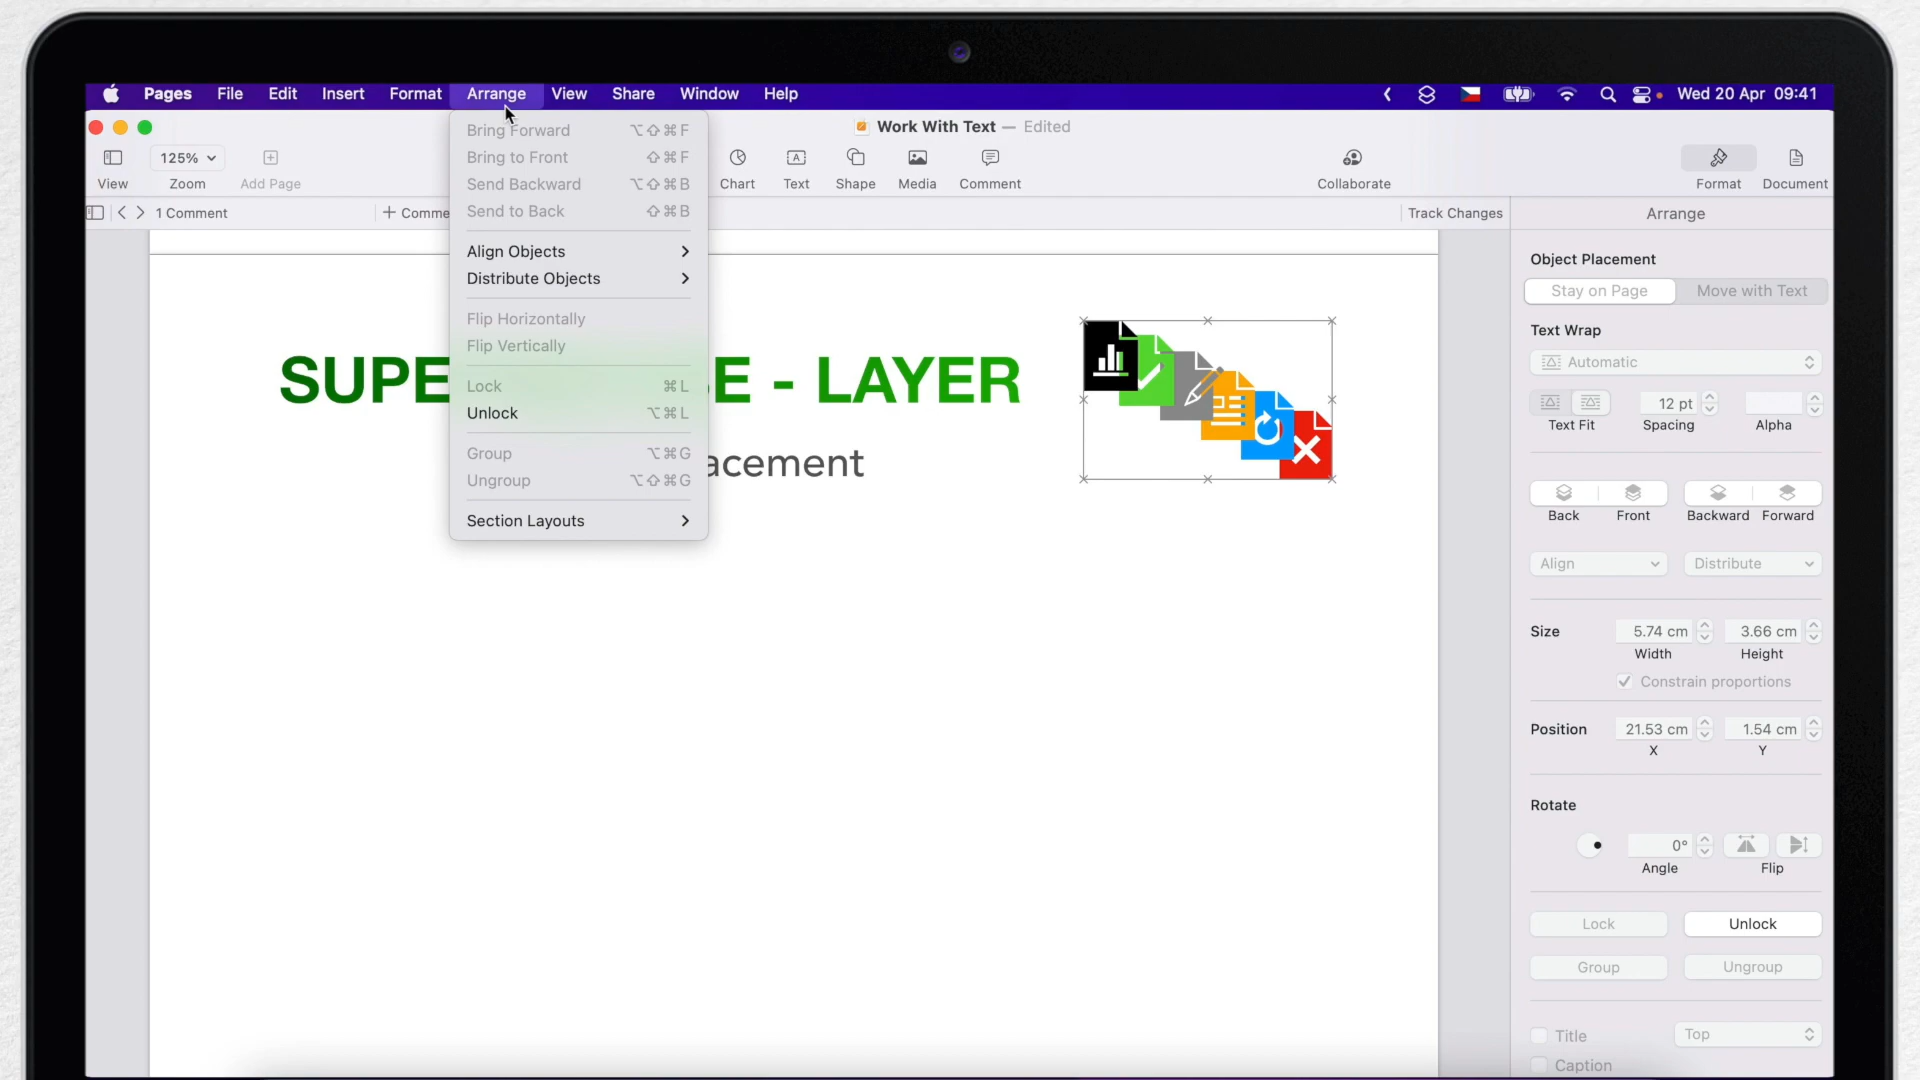 Pages File Edit Insert Format Arrange View Share Window Help Wed 20 Apr 09:41
Work With Text — Edited
125%
View Zoom Add Page Chart Text Shape Media Comment Collaborate Format Document
1 Comment + Comme Track Changes Arrange
Bring Forward ⌥⇧⌘F
Bring to Front ⇧⌘F
Send Backward ⌥⇧⌘B
Send to Back ⇧⌘B
Align Objects
Distribute Objects
Flip Horizontally
Flip Vertically
Lock ⌘L
Unlock ⌥⌘L
Group ⌥⌘G
Ungroup ⌥⇧⌘G
Section Layouts
SUPE E - LAYER
acement
Object Placement
Stay on Page Move with Text
Text Wrap
Automatic
12 pt
Text Fit Spacing Alpha
Back Front Backward Forward
Align Distribute
Size 5.74 cm 3.66 cm
Width Height
Constrain proportions
Position 21.53 cm 1.54 cm
X Y
Rotate
0°
Angle Flip
Lock Unlock
Group Ungroup
Title Top
Caption